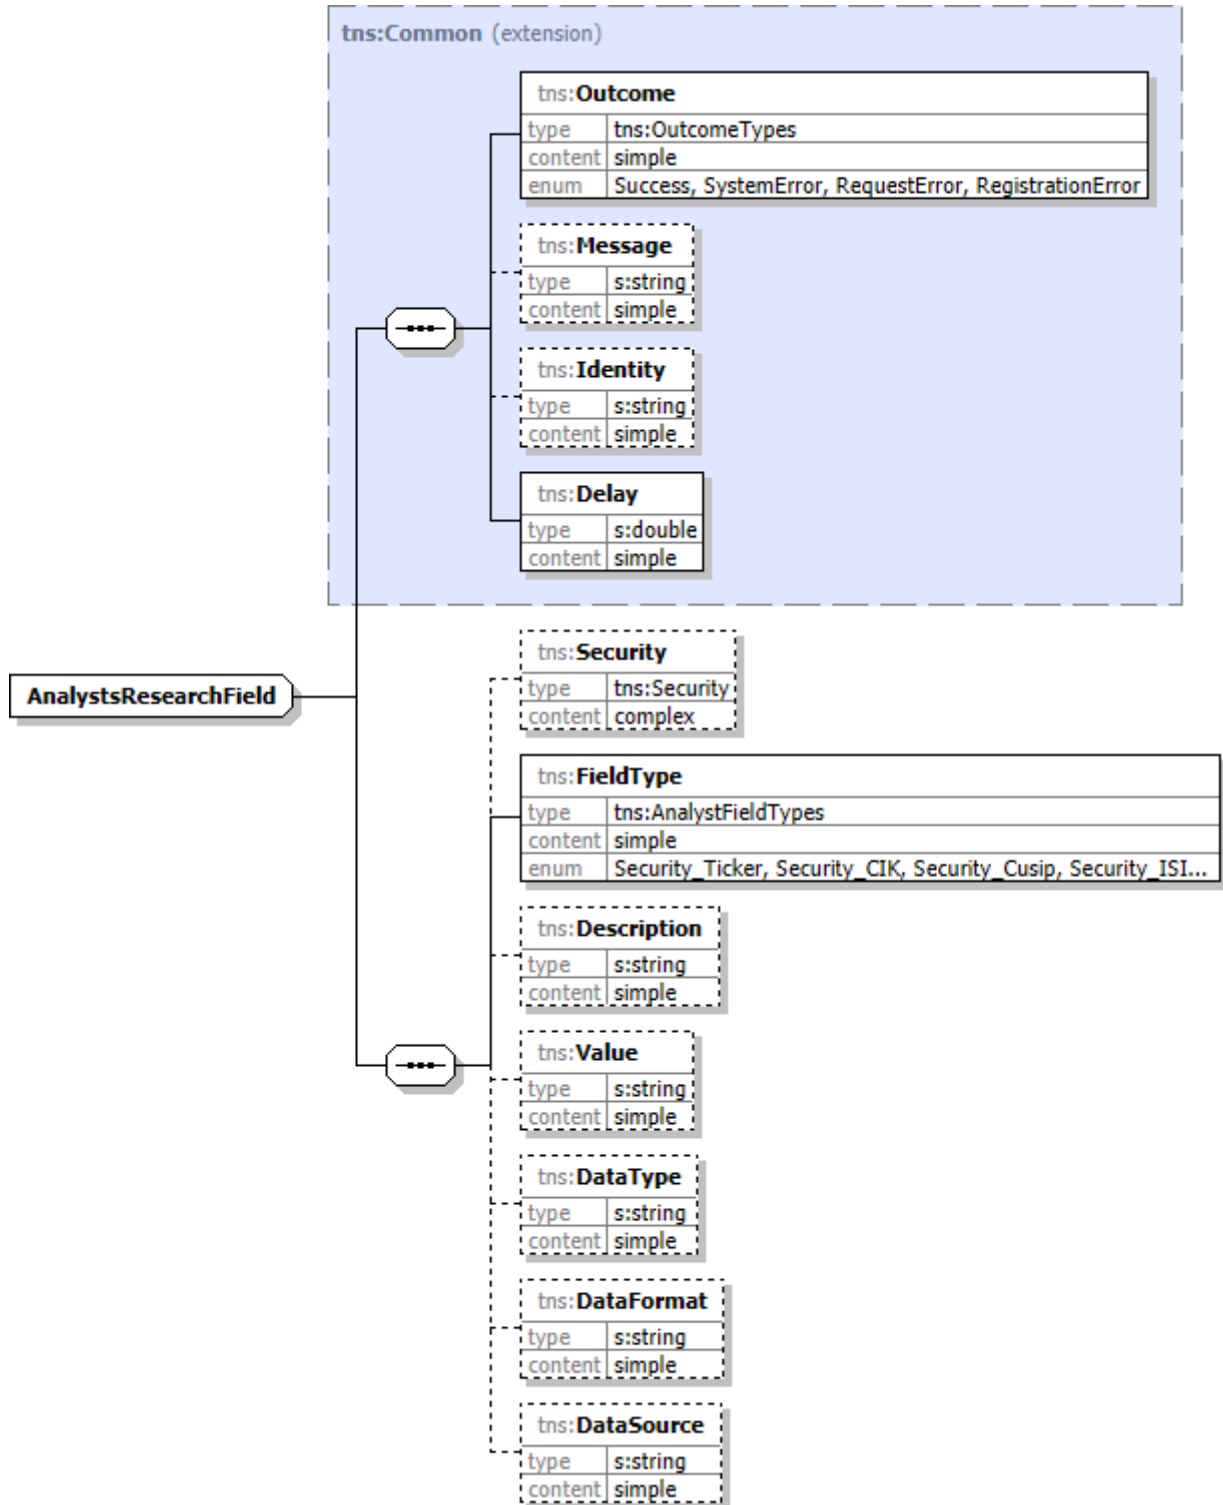 tns:Common (extension)
tns:Outcome
type tns:OutcomeTypes
content simple
enum Success, SystemError, RequestError, RegistrationError
tns:Message
type s:string
content simple
tns:Identity
type s:string
content simple
tns:Delay
type s:double
content simple
AnalystsResearchField
tns:Security
type tns:Security
content complex
tns:FieldType
type tns:AnalystFieldTypes
content simple
enum Security_Ticker, Security_CIK, Security_Cusip, Security_ISI...
tns:Description
type s:string
content simple
tns:Value
type s:string
content simple
tns:DataType
type s:string
content simple
tns:DataFormat
type s:string
content simple
tns:DataSource
type s:string
content simple